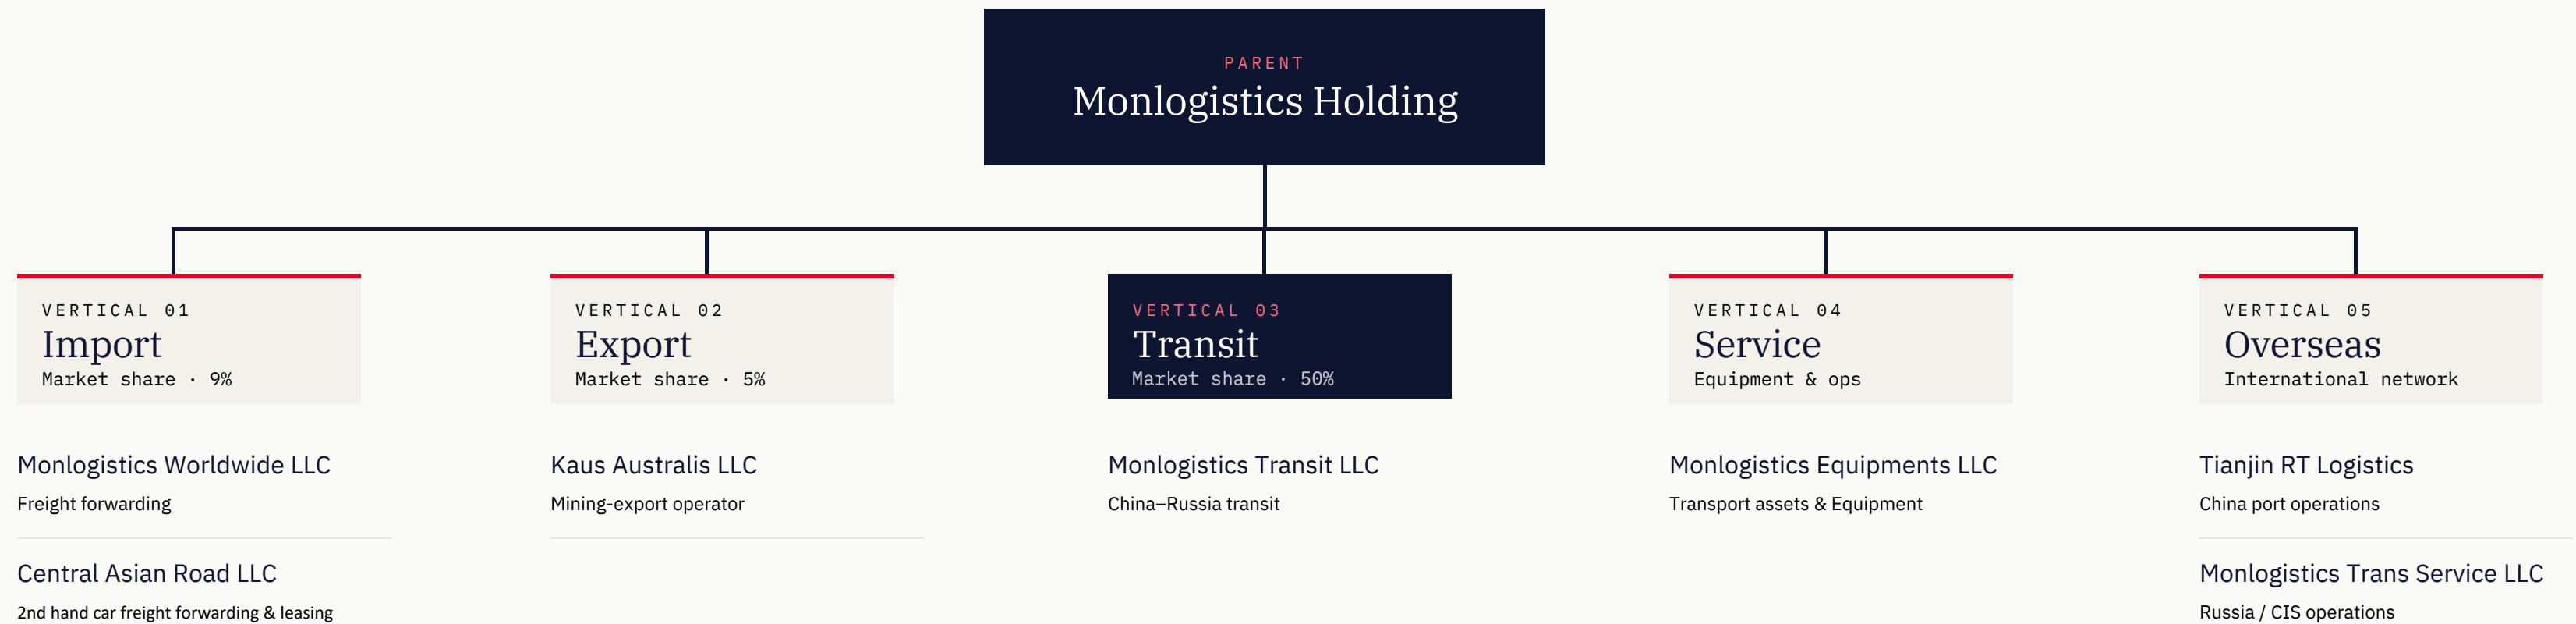 PARENT
Monlogistics Holding
VERTICAL 01
Import
Market share · 9%
Monlogistics Worldwide LLC
Freight forwarding
Central Asian Road LLC
2nd hand car freight forwarding & leasing
VERTICAL 02
Export
Market share · 5%
Kaus Australis LLC
Mining-export operator
VERTICAL 03
Transit
Market share · 50%
Monlogistics Transit LLC
China–Russia transit
VERTICAL 04
Service
Equipment & ops
Monlogistics Equipments LLC
Transport assets & Equipment
VERTICAL 05
Overseas
International network
Tianjin RT Logistics
China port operations
Monlogistics Trans Service LLC
Russia / CIS operations